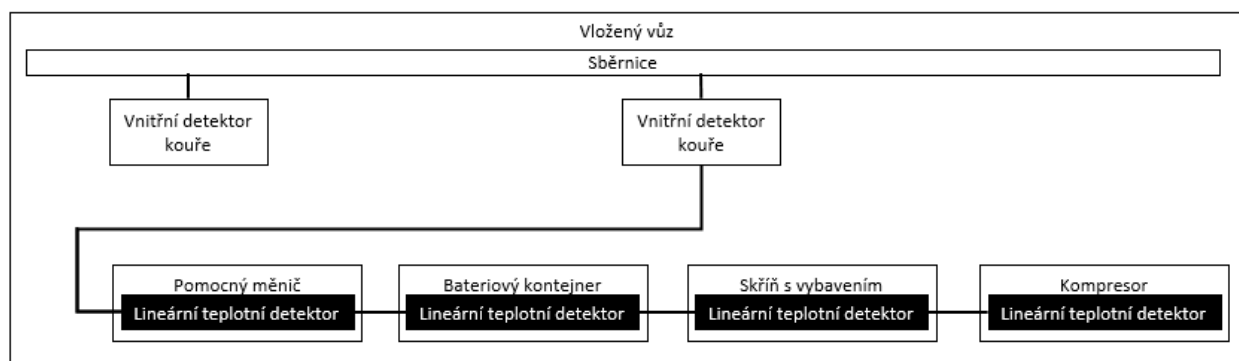 Vložený vůz
Sběrnice
Vnitřní detektor
kouře
Vnitřní detektor
kouře
Pomocný měnič
Lineární teplotní detektor
Bateriový kontejner
Lineární teplotní detektor
Skříň s vybavením
Lineární teplotní detektor
Kompresor
Lineární teplotní detektor